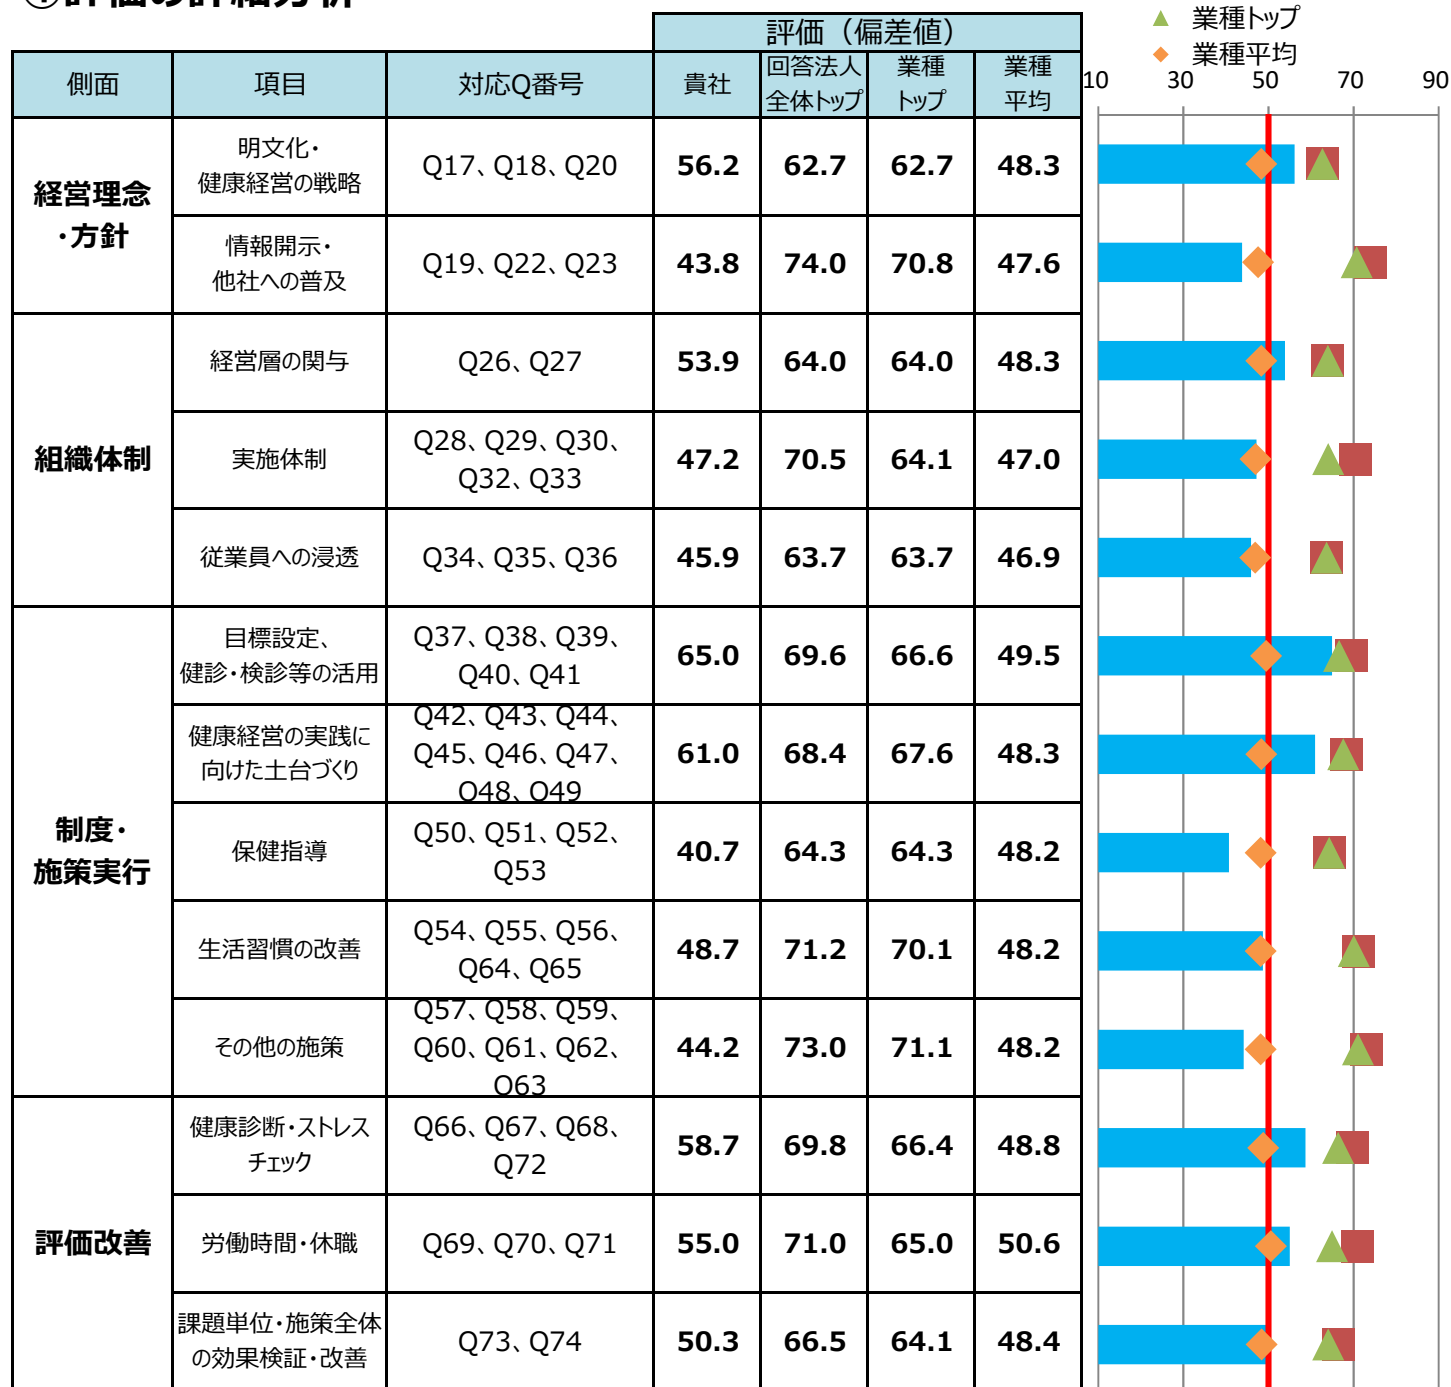 ①評価の詳細分析
▲ 業種トップ
◆ 業種平均
評価（偏差値）
側面 項目 対応Q番号 貴社 回答法人 業種 業種
全体トップ トップ 平均
10 30 50 70 90
経営理念
・方針
明文化・
健康経営の戦略
Q17、Q18、Q20 56.2 62.7 62.7 48.3
情報開示・
他社への普及
Q19、Q22、Q23 43.8 74.0 70.8 47.6
組織体制
経営層の関与 Q26、Q27 53.9 64.0 64.0 48.3
実施体制
Q28、Q29、Q30、
Q32、Q33
47.2 70.5 64.1 47.0
従業員への浸透 Q34、Q35、Q36 45.9 63.7 63.7 46.9
制度・
施策実行
目標設定、
健診・検診等の活用
Q37、Q38、Q39、
Q40、Q41
65.0 69.6 66.6 49.5
健康経営の実践に
向けた土台づくり
Q42、Q43、Q44、
Q45、Q46、Q47、
Q48、Q49
61.0 68.4 67.6 48.3
保健指導
Q50、Q51、Q52、
Q53
40.7 64.3 64.3 48.2
生活習慣の改善
Q54、Q55、Q56、
Q64、Q65
48.7 71.2 70.1 48.2
その他の施策
Q57、Q58、Q59、
Q60、Q61、Q62、
Q63
44.2 73.0 71.1 48.2
評価改善
健康診断・ストレス
チェック
Q66、Q67、Q68、
Q72
58.7 69.8 66.4 48.8
労働時間・休職 Q69、Q70、Q71 55.0 71.0 65.0 50.6
課題単位・施策全体
の効果検証・改善
Q73、Q74 50.3 66.5 64.1 48.4